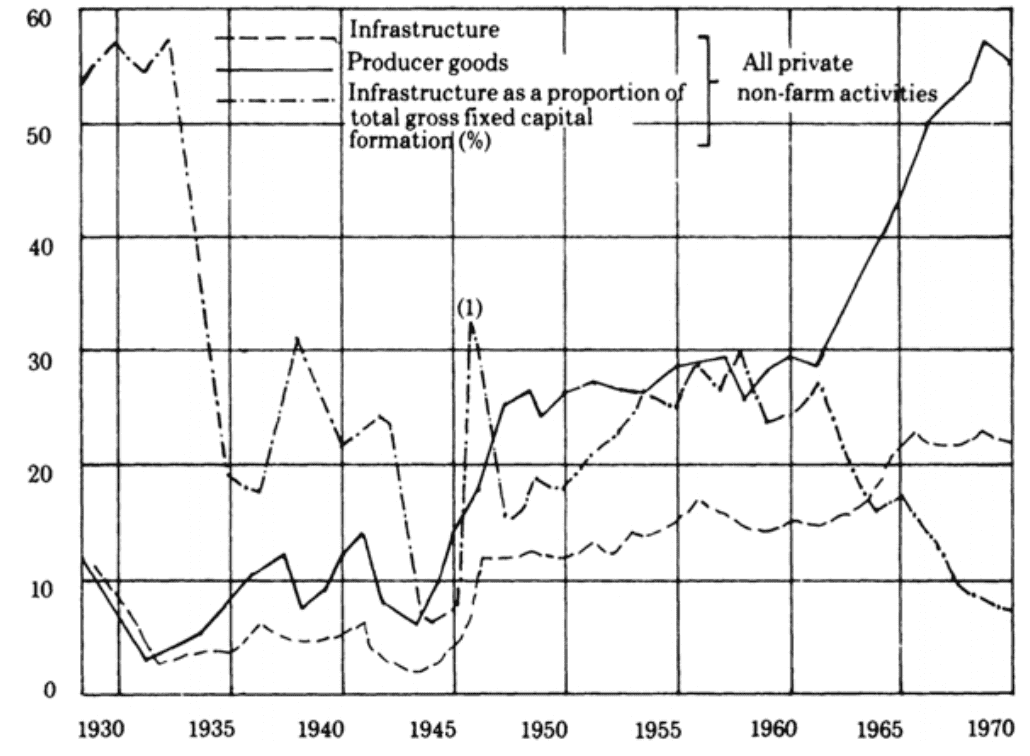 60
50
40
30
20
10
0
Infrastructure
Producer goods
Infrastructure as a proportion of
total gross fixed capital
formation (%)
All private
non-farm activities
(1)
1930 1935 1940 1945 1950 1955 1960 1965 1970